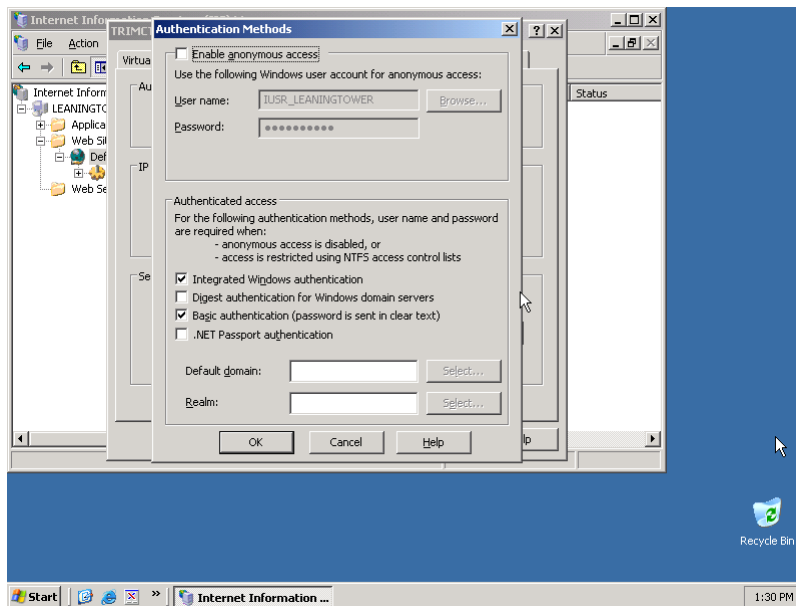 Internet Information
TRIMCT
Authentication Methods
File Action
Virtua
Internet Inform
LEANINGTO
Applica
Web Sit
Def
Web Se
Au
IP
Se
Status
Enable anonymous access
Use the following Windows user account for anonymous access:
User name: IUSR_LEANINGTOWER Browse...
Password:
Authenticated access
For the following authentication methods, user name and password
are required when:
- anonymous access is disabled, or
- access is restricted using NTFS access control lists
Integrated Windows authentication
Digest authentication for Windows domain servers
Basic authentication (password is sent in clear text)
.NET Passport authentication
Default domain: Select...
Realm: Select...
OK Cancel Help
lp
Recycle Bin
Start » Internet Information ... 1:30 PM